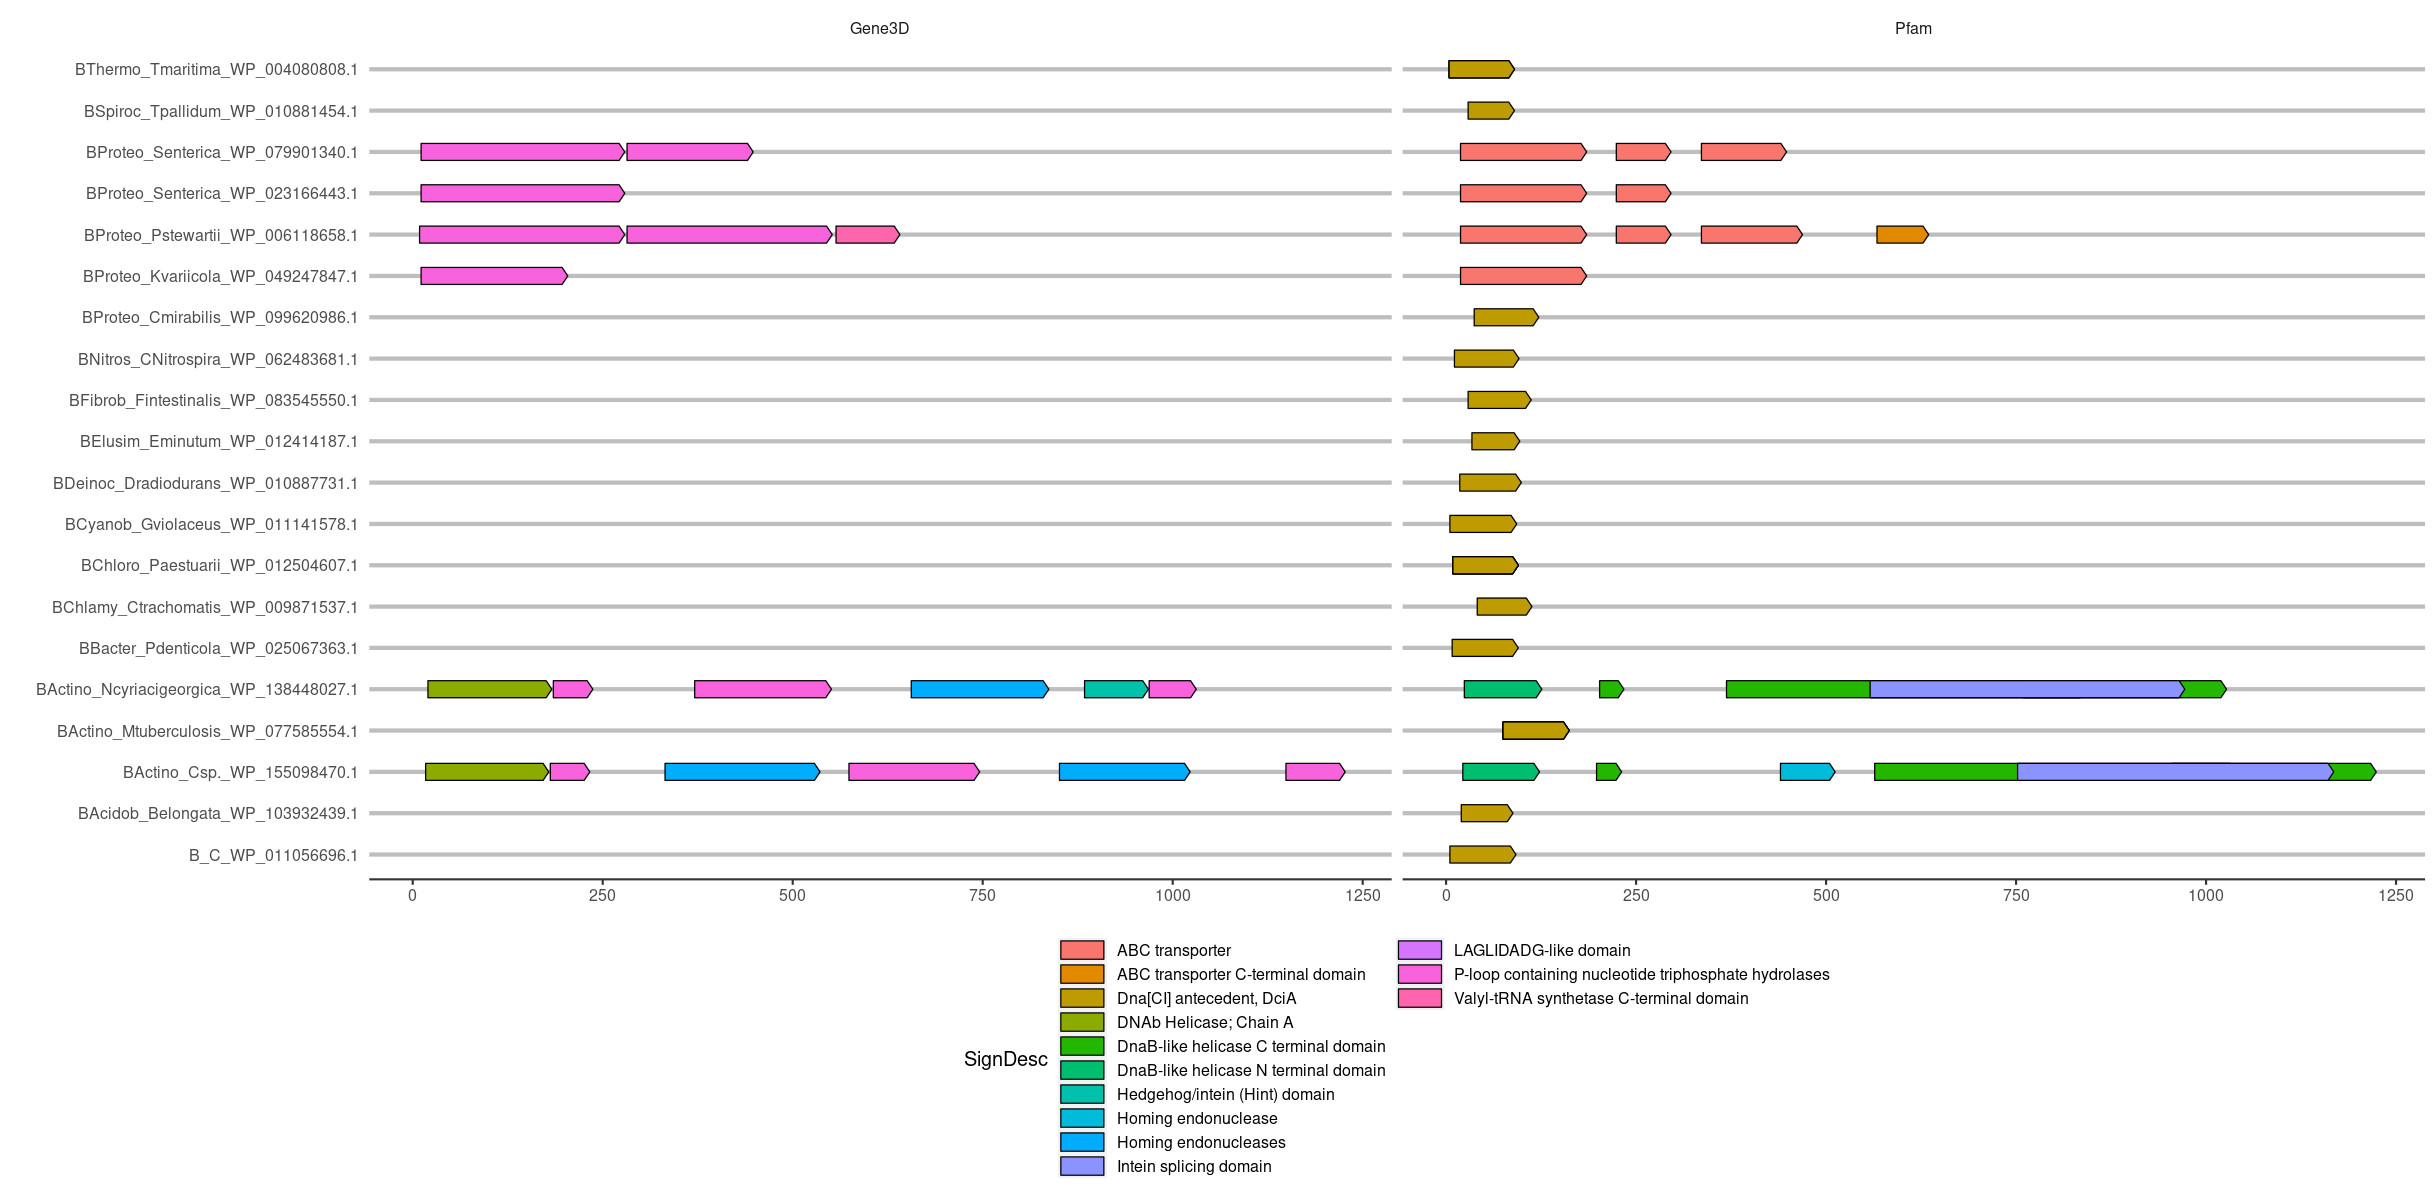 Gene3D
Pfam
BThermo_Tmaritima_WP_004080808.1
BSpiroc_Tpallidum_WP_010881454.1
BProteo_Senterica_WP_079901340.1
BProteo_Senterica_WP_023166443.1
BProteo_Pstewartii_WP_006118658.1
BProteo_Kvariicola_WP_049247847.1
BProteo_Cmirabilis_WP_099620986.1
BNitros_CNitrospira_WP_062483681.1
BFibrob_Fintestinalis_WP_083545550.1
BElusim_Eminutum_WP_012414187.1
BDeinoc_Dradiodurans_WP_010887731.1
BCyanob_Gviolaceus_WP_011141578.1
BChloro_Paestuarii_WP_012504607.1
BChlamy_Ctrachomatis_WP_009871537.1
BBacter_Pdenticola_WP_025067363.1
BActino_Ncyriacigeorgica_WP_138448027.1
BActino_Mtuberculosis_WP_077585554.1
BActino_Csp._WP_155098470.1
BAcidob_Belongata_WP_103932439.1
B_C_WP_011056696.1
0 250 500 750 1000 1250
0 250 500 750 1000 1250
SignDesc
ABC transporter
ABC transporter C-terminal domain
Dna[CI] antecedent, DciA
DNAb Helicase; Chain A
DnaB-like helicase C terminal domain
DnaB-like helicase N terminal domain
Hedgehog/intein (Hint) domain
Homing endonuclease
Homing endonucleases
Intein splicing domain
LAGLIDADG-like domain
P-loop containing nucleotide triphosphate hydrolases
Valyl-tRNA synthetase C-terminal domain